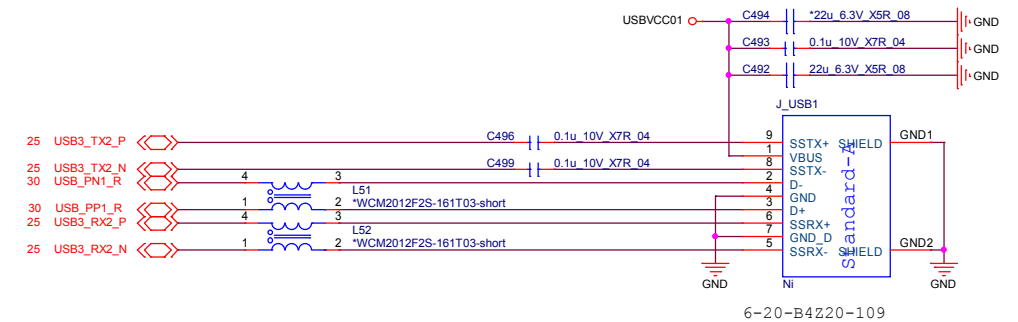 C494 *22u_6.3V_X5R_08
USBVCC01 GND
C493 0.1u_10V_X7R_04
GND
C492 22u_6.3V_X5R_08
GND
J_USB1
25 USB3_TX2_P C496 0.1u_10V_X7R_04 9 SSTX+ SHIELD GND1
1 VBUS
25 USB3_TX2_N C499 0.1u_10V_X7R_04 8 SSTX-
30 USB_PN1_R 4 3 2 D-
L51 4 GND
30 USB_PP1_R 1 2 *WCM2012F2S-161T03-short 3 D+
25 USB3_RX2_P 4 3 6 SSRX+
L52 7 GND_D
25 USB3_RX2_N 1 2 *WCM2012F2S-161T03-short 5 SSRX- SHIELD GND2
Standard-A
GND Ni GND
6-20-B4Z20-109